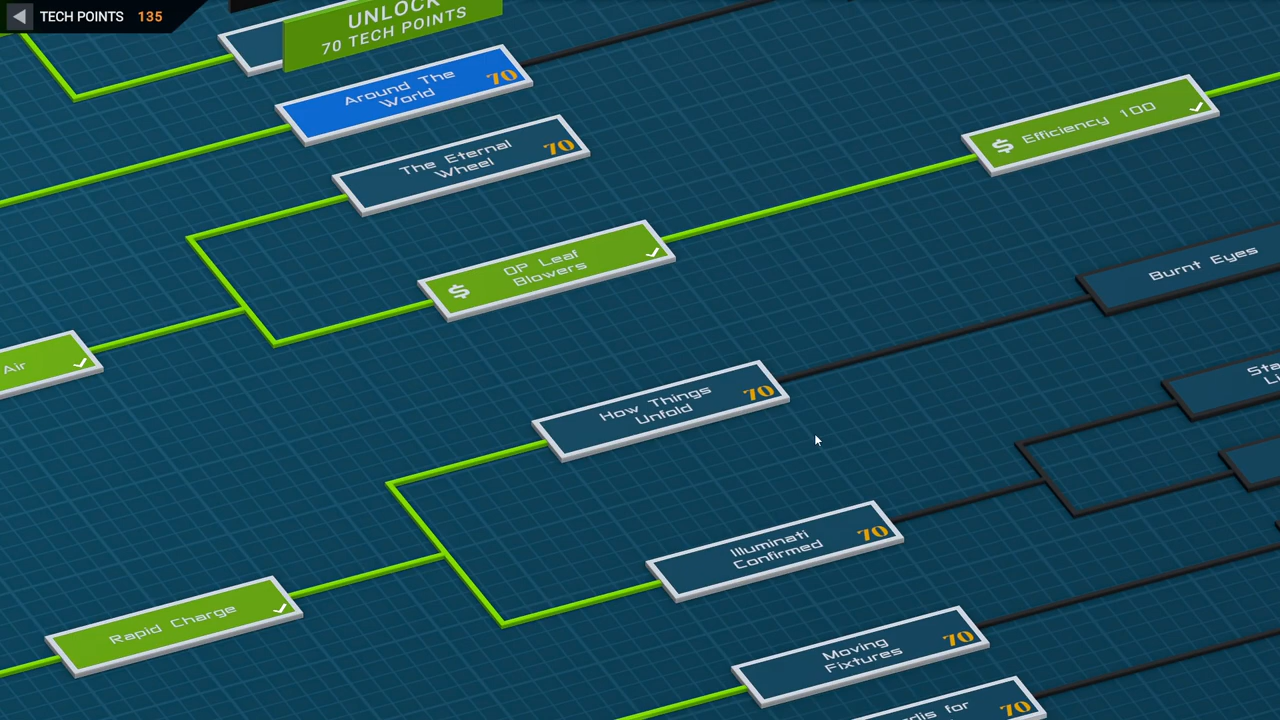 TECH POINTS 135
UNLOCK
70 TECH POINTS
Around The
World
70
The Eternal
Wheel
70
$ Efficiency 100
OP Leaf
Blowers
$
Burnt Eyes
Air
How Things
Unfold
70
Illuminati
Confirmed
70
Rapid Charge
Moving
Fixtures
70
for
70